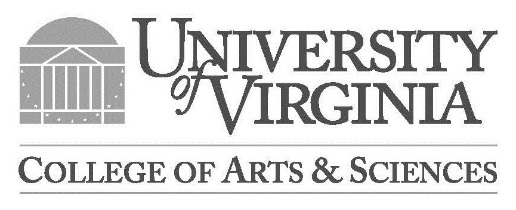 UNIVERSITY
of VIRGINIA
COLLEGE OF ARTS & SCIENCES